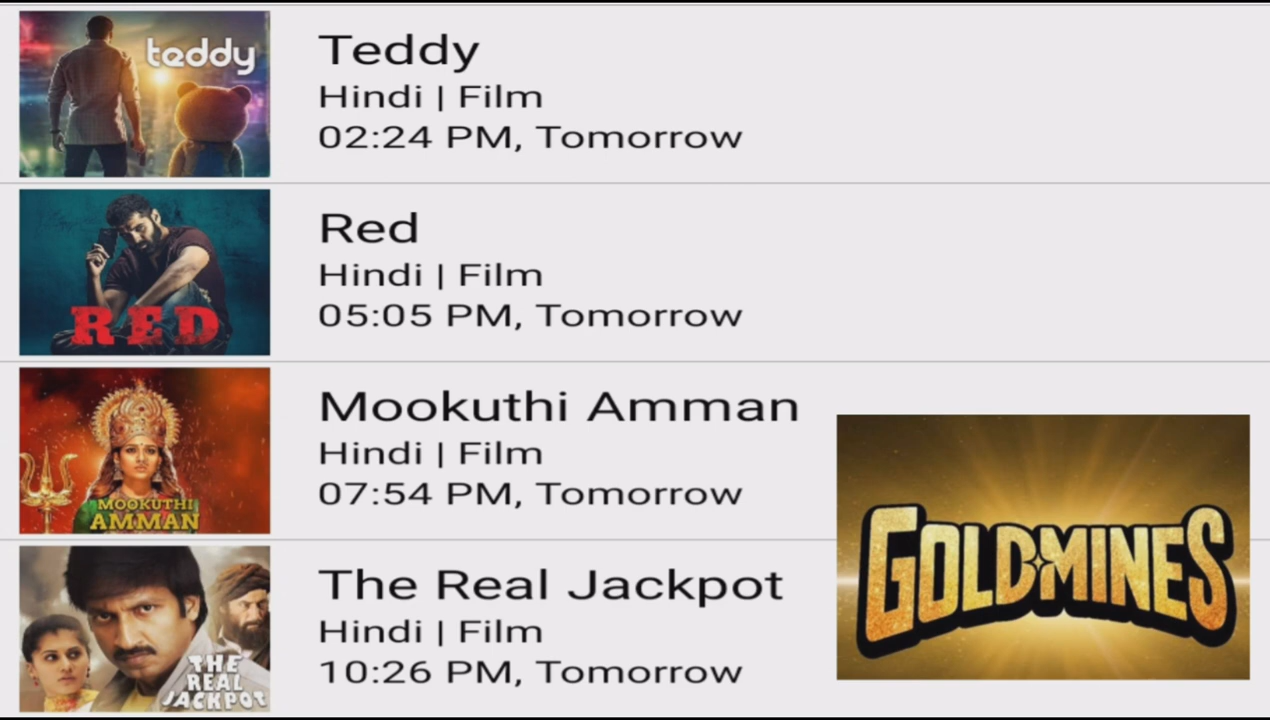 teddy
Teddy
Hindi | Film
02:24 PM, Tomorrow
RED
Red
Hindi | Film
05:05 PM, Tomorrow
MOOKUTHI
AMMAN
Mookuthi Amman
Hindi | Film
07:54 PM, Tomorrow
THE
REAL
JACKPOT
The Real Jackpot
Hindi | Film
10:26 PM, Tomorrow
GOLDMINES